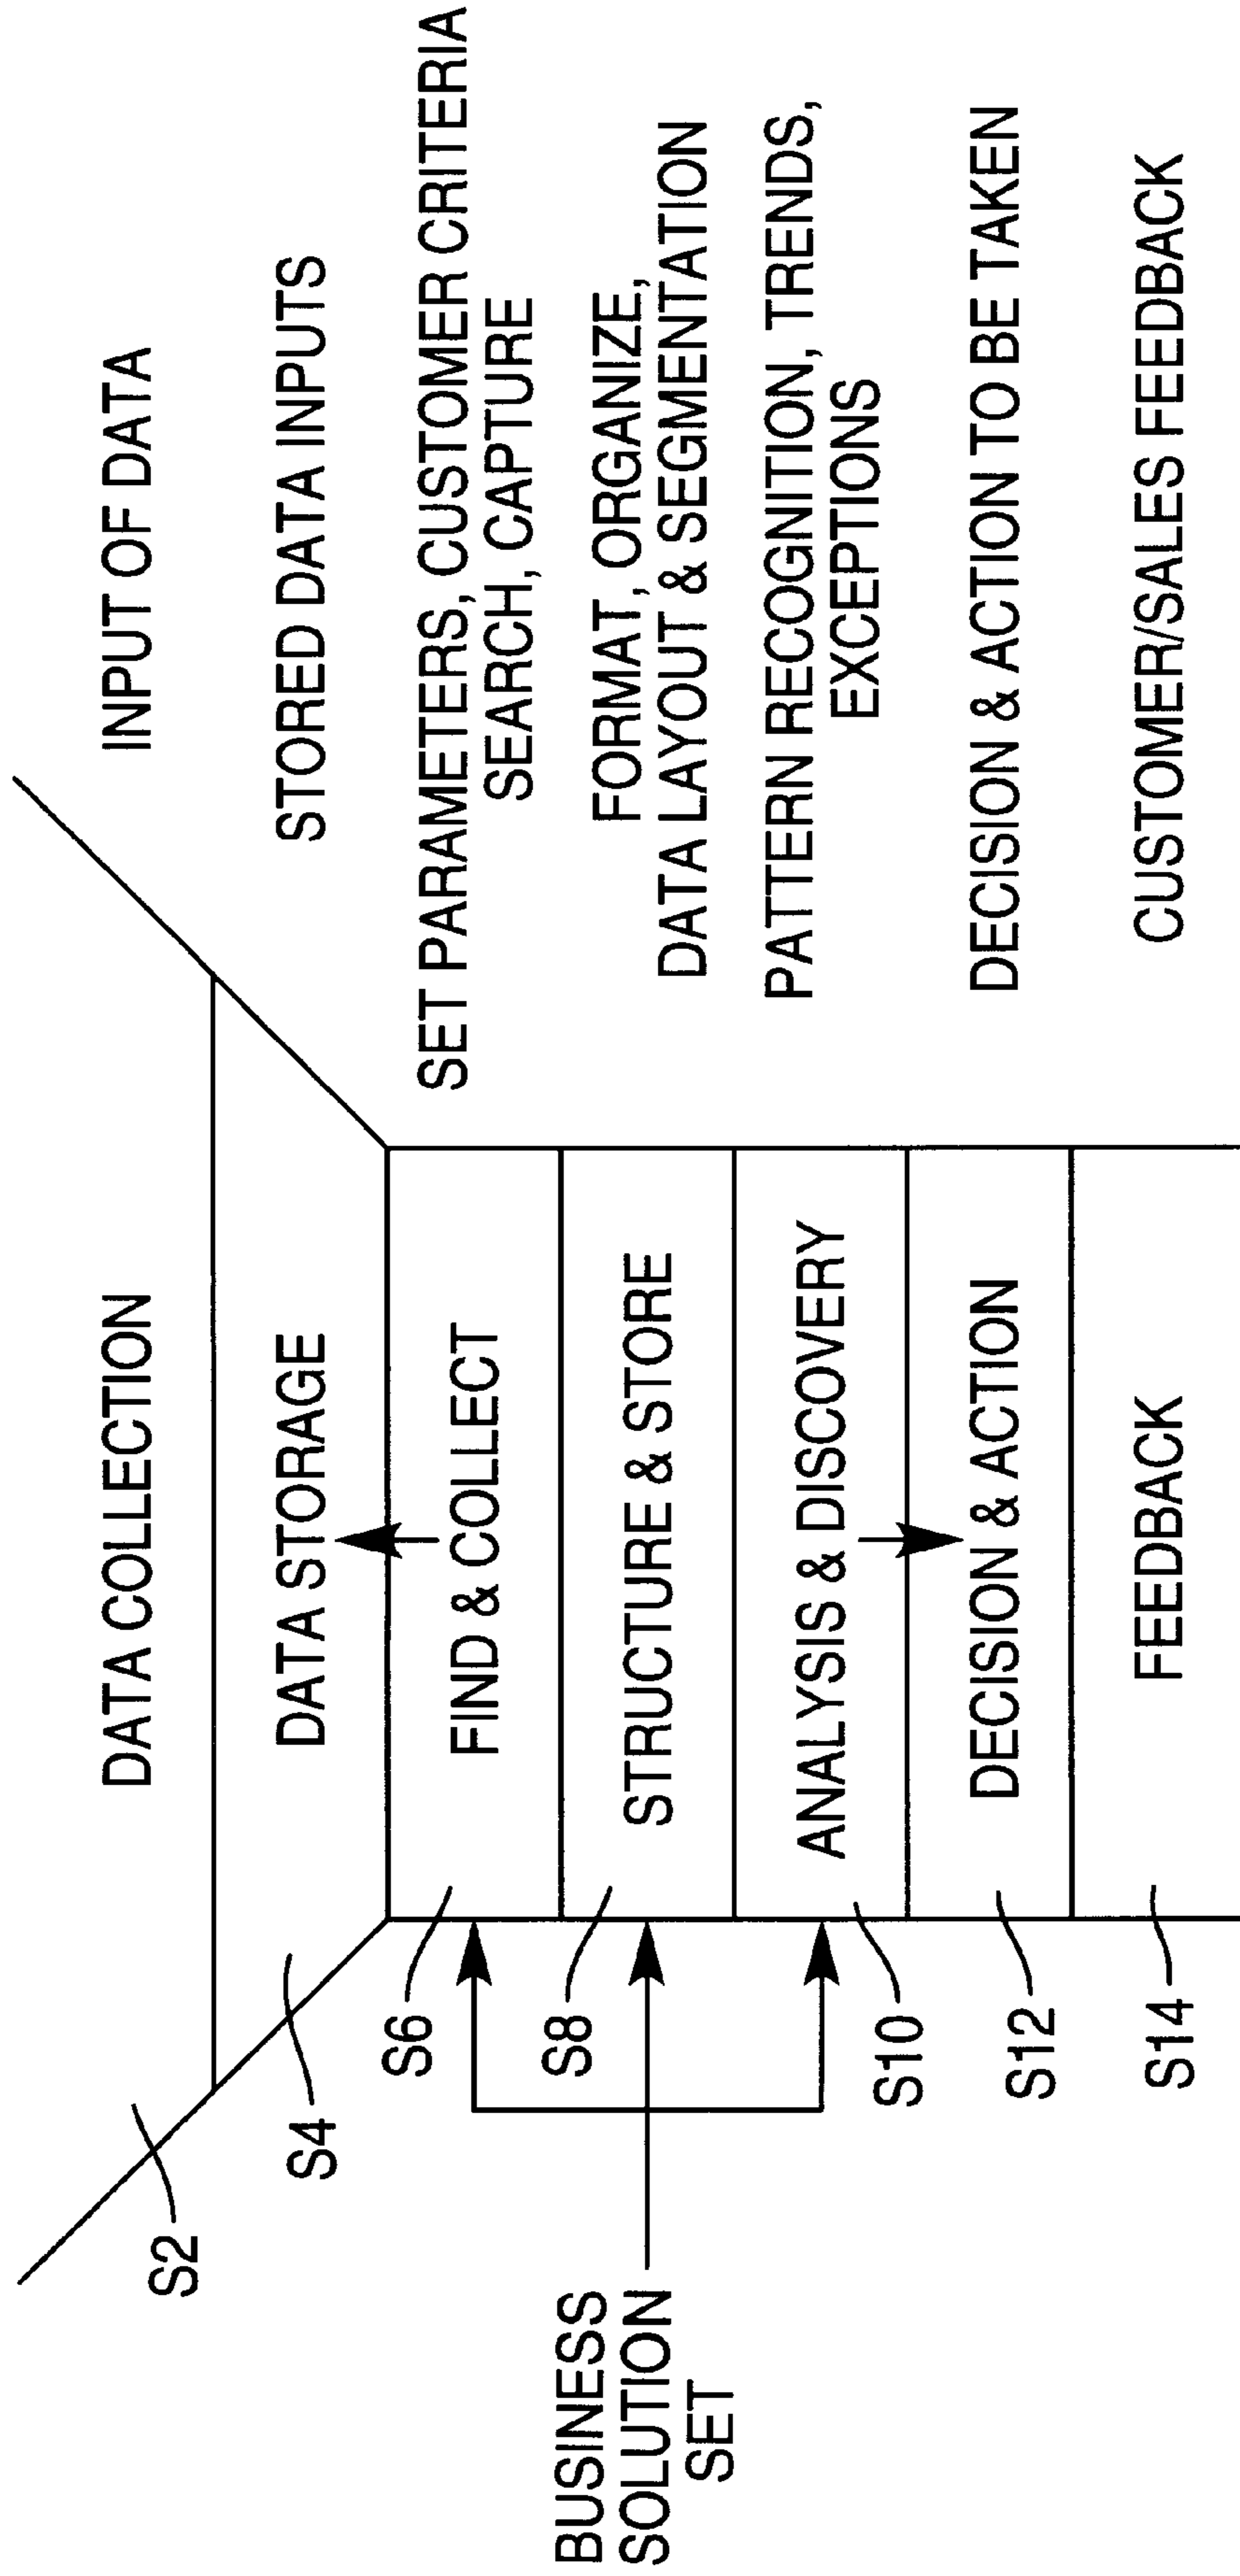 DATA COLLECTION
INPUT OF DATA
S2
DATA STORAGE
STORED DATA INPUTS
S4
S6
FIND & COLLECT
SET PARAMETERS, CUSTOMER CRITERIA
SEARCH, CAPTURE
BUSINESS
SOLUTION
SET
S8
STRUCTURE & STORE
FORMAT, ORGANIZE,
DATA LAYOUT & SEGMENTATION
S10
ANALYSIS & DISCOVERY
PATTERN RECOGNITION, TRENDS,
EXCEPTIONS
S12
DECISION & ACTION
DECISION & ACTION TO BE TAKEN
S14
FEEDBACK
CUSTOMER/SALES FEEDBACK